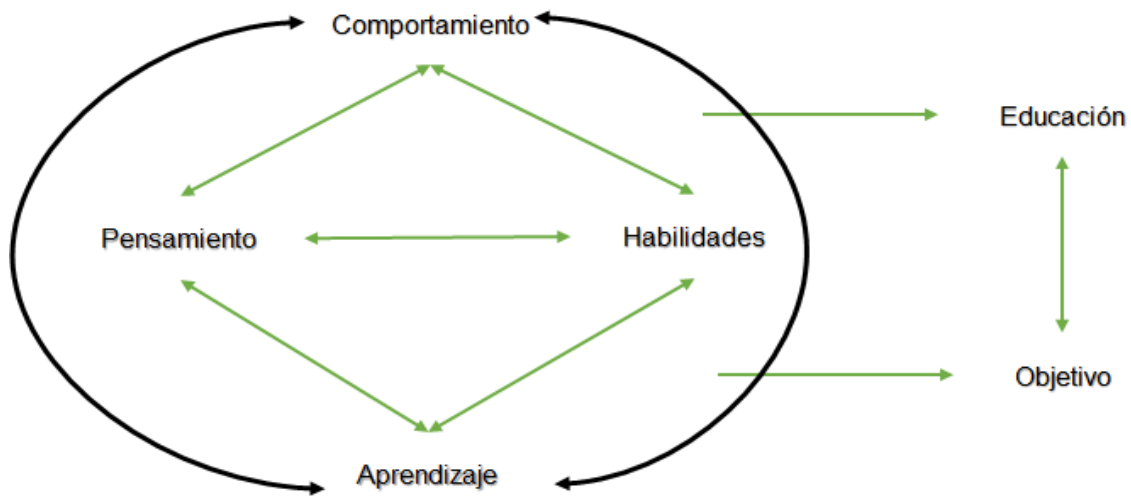 Comportamiento
Educación
Pensamiento
Habilidades
Objetivo
Aprendizaje